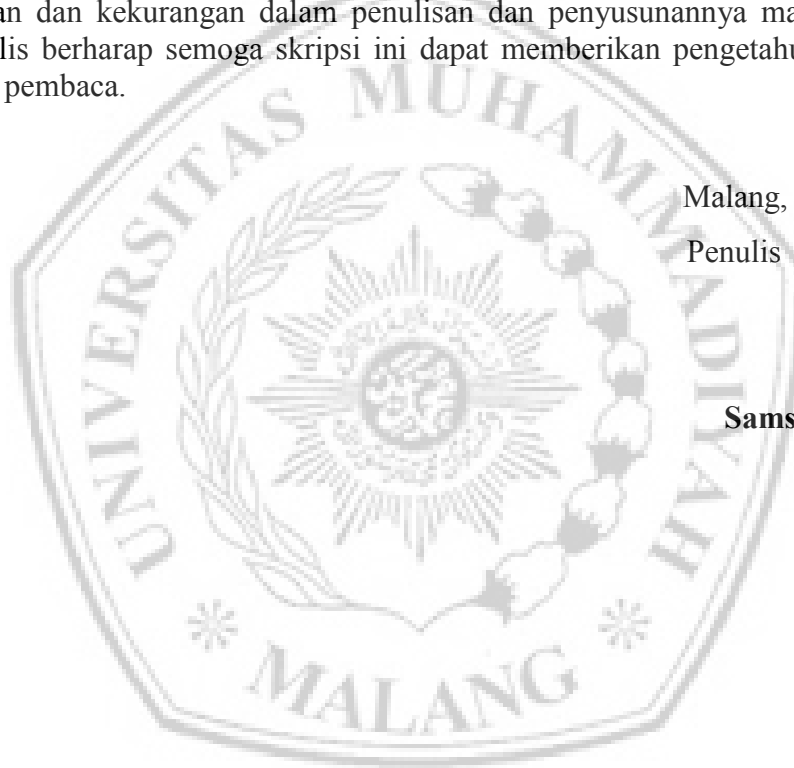 an dan kekurangan dalam penulisan dan penyusunannya ma
lis berharap semoga skripsi ini dapat memberikan pengetahu
pembaca.
Malang,
Penulis
Sams
UNIVERSITAS MUHAMMADIYAH
MALANG